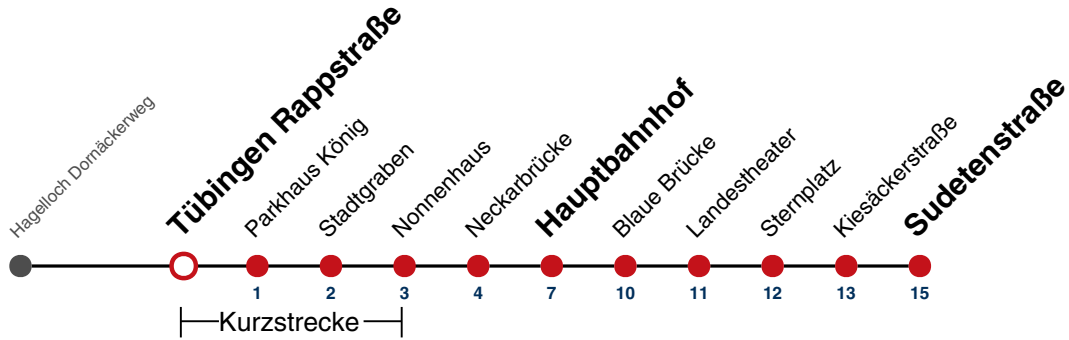 Hagelloch Dornäckerweg
Tübingen Rappstraße
Parkhaus König
Stadtgraben
Nonnenhaus
Neckarbrücke
Hauptbahnhof
Blaue Brücke
Landestheater
Sternplatz
Kiesäckerstraße
Sudetenstraße
1 2 3 4 7 10 11 12 13 15
Kurzstrecke